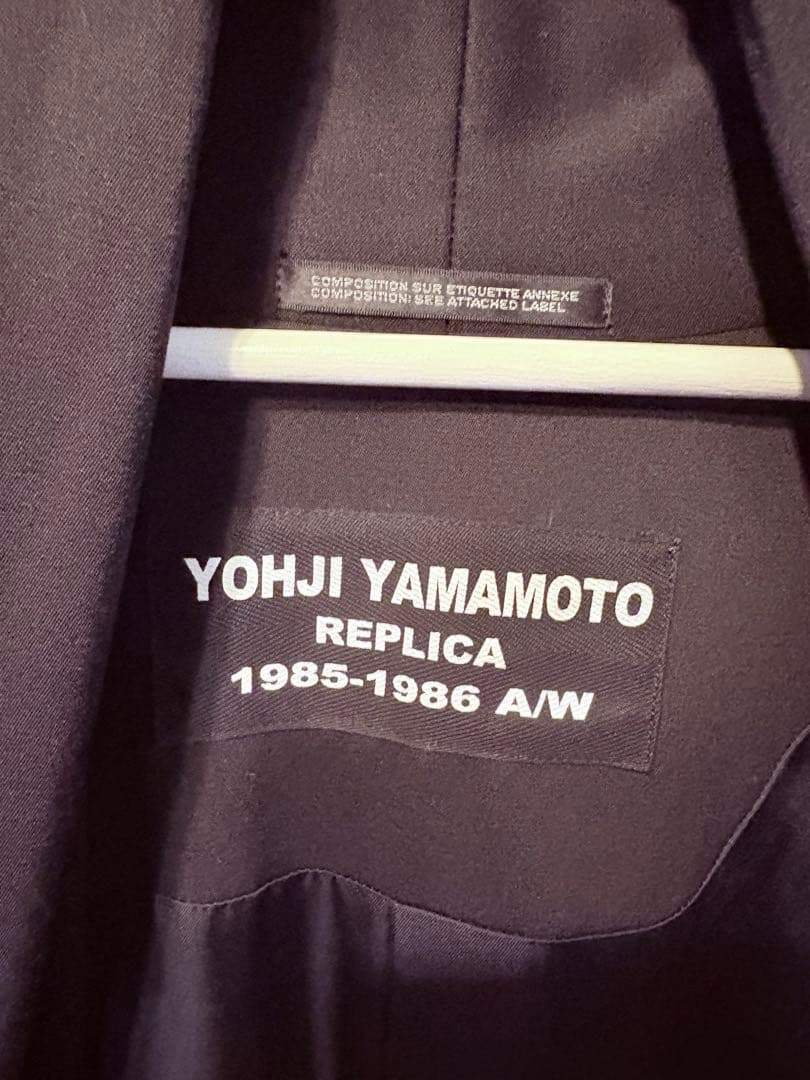 COMPOSITION SUR ETIQUETTE ANNEXE
COMPOSITION: SEE ATTACHED LABEL
YOHJI YAMAMOTO
REPLICA
1985-1986 A/W